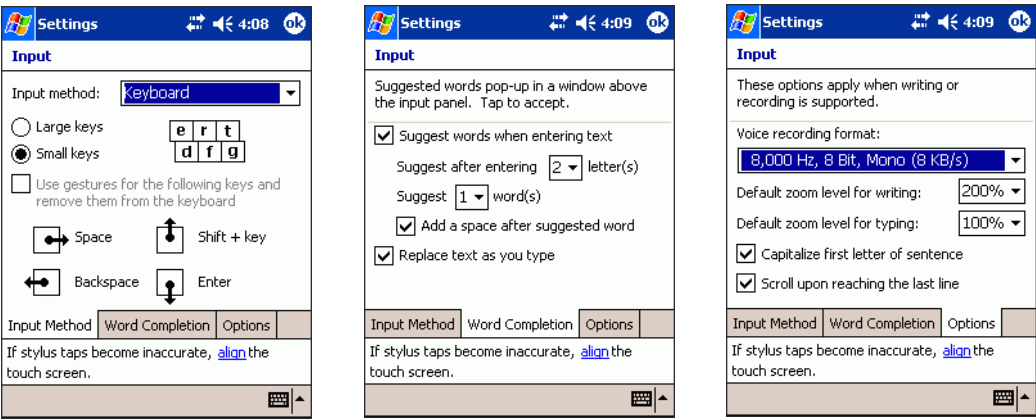 Settings 4:08 ok
Input
Input method: Keyboard
Large keys
Small keys
e r t
d f g
Use gestures for the following keys and
remove them from the keyboard
Space Shift + key
Backspace Enter
Input Method Word Completion Options
If stylus taps become inaccurate, align the
touch screen.
Settings 4:09 ok
Input
Suggested words pop-up in a window above
the input panel. Tap to accept.
Suggest words when entering text
Suggest after entering 2 letter(s)
Suggest 1 word(s)
Add a space after suggested word
Replace text as you type
Input Method Word Completion Options
If stylus taps become inaccurate, align the
touch screen.
Settings 4:09 ok
Input
These options apply when writing or
recording is supported.
Voice recording format:
8,000 Hz, 8 Bit, Mono (8 KB/s)
Default zoom level for writing: 200%
Default zoom level for typing: 100%
Capitalize first letter of sentence
Scroll upon reaching the last line
Input Method Word Completion Options
If stylus taps become inaccurate, align the
touch screen.